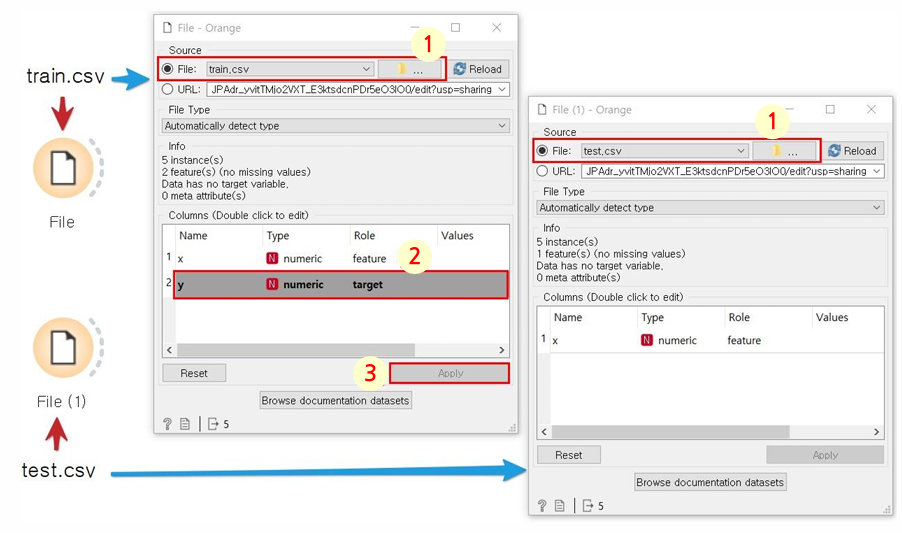 train.csv
File
File (1)
test.csv
File - Orange
1
Source
File: train.csv ... Reload
URL: JPAdr_yvitTMjo2VXT_E3ktsdcnPDr5eO3IO0/edit?usp=sharing
File Type
Automatically detect type
Info
5 instance(s)
2 feature(s) (no missing values)
Data has no target variable.
0 meta attribute(s)
Columns (Double click to edit)
Name Type Role Values
1 x N numeric feature
2
2 y N numeric target
3
Reset Apply
Browse documentation datasets
? 5
File (1) - Orange
1
Source
File: test.csv ... Reload
URL: JPAdr_yvitTMjo2VXT_E3ktsdcnPDr5eO3IO0/edit?usp=sharing
File Type
Automatically detect type
Info
5 instance(s)
1 feature(s) (no missing values)
Data has no target variable.
0 meta attribute(s)
Columns (Double click to edit)
Name Type Role Values
1 x N numeric feature
Reset Apply
Browse documentation datasets
? 5